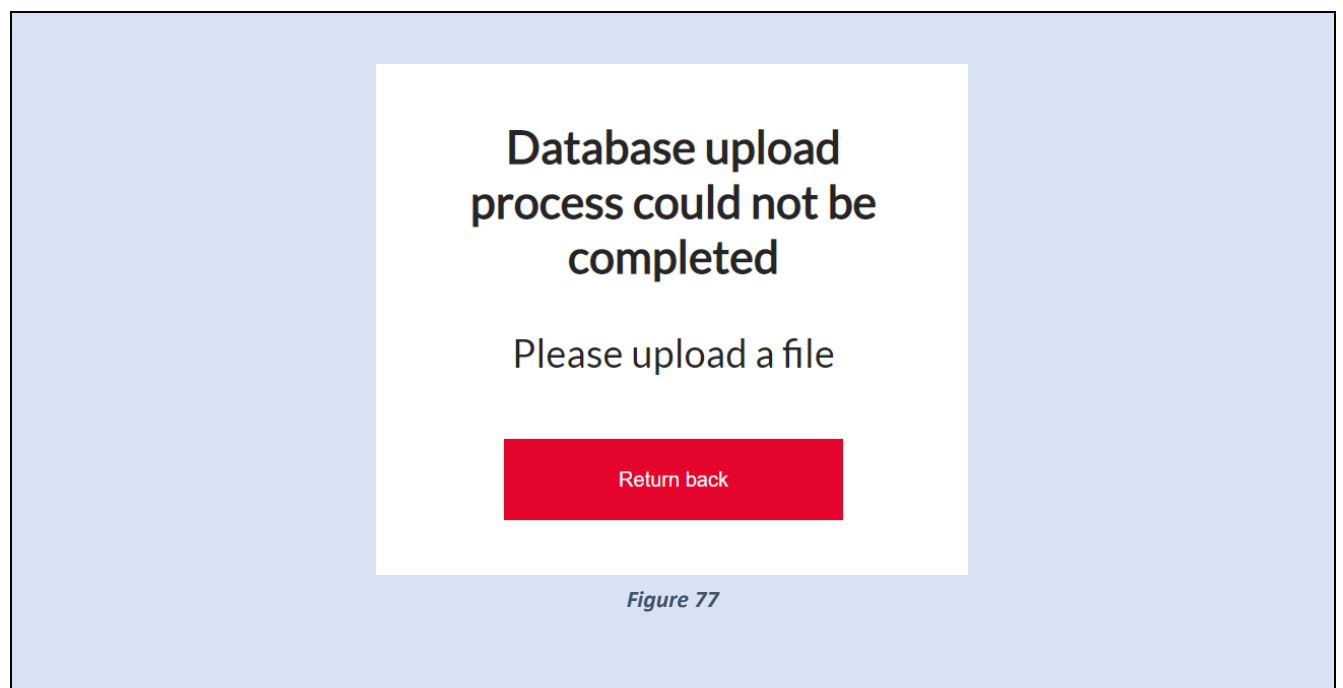 Database upload
process could not be
completed
Please upload a file
Return back
Figure 77